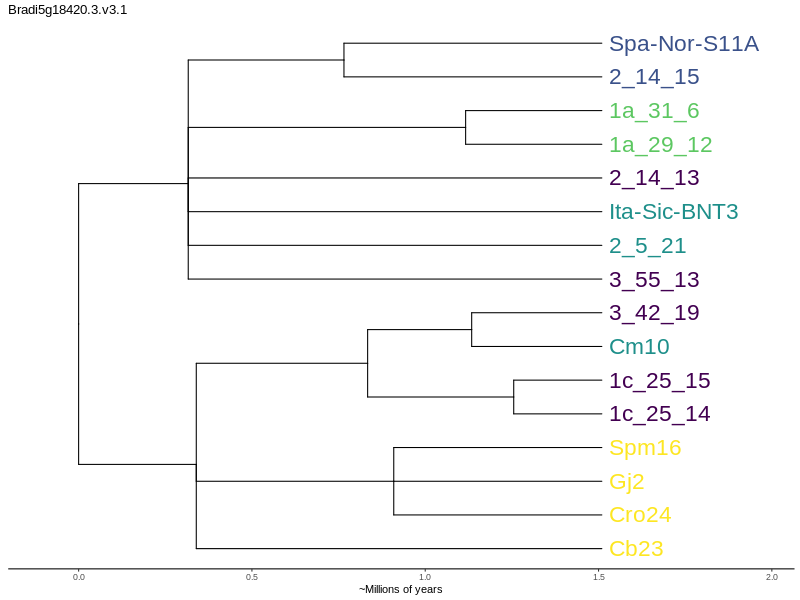 Bradi5g18420.3.v3.1
Spa-Nor-S11A
2_14_15
1a_31_6
1a_29_12
2_14_13
Ita-Sic-BNT3
2_5_21
3_55_13
3_42_19
Cm10
1c_25_15
1c_25_14
Spm16
Gj2
Cro24
Cb23
0.0 0.5 1.0 1.5 2.0
~Millions of years